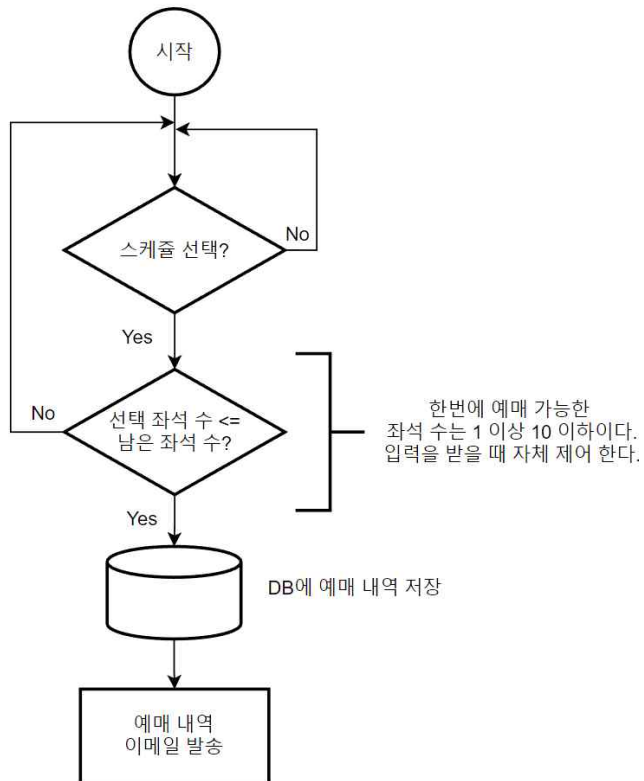 시작
스케쥴 선택?
No
Yes
선택 좌석 수 <=
남은 좌석 수?
No
한번에 예매 가능한
좌석 수는 1 이상 10 이하이다.
입력을 받을 때 자체 제어 한다.
Yes
DB에 예매 내역 저장
예매 내역
이메일 발송